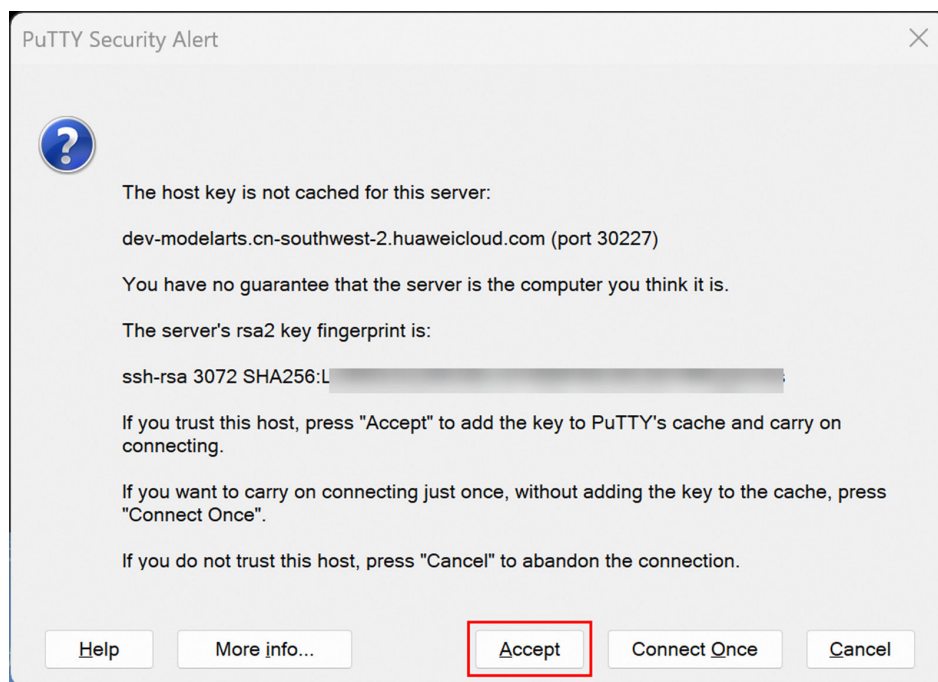 PuTTY Security Alert
The host key is not cached for this server:
dev-modelarts.cn-southwest-2.huaweicloud.com (port 30227)
You have no guarantee that the server is the computer you think it is.
The server's rsa2 key fingerprint is:
ssh-rsa 3072 SHA256:L
If you trust this host, press "Accept" to add the key to PuTTY's cache and carry on
connecting.
If you want to carry on connecting just once, without adding the key to the cache, press
"Connect Once".
If you do not trust this host, press "Cancel" to abandon the connection.
Help More info... Accept Connect Once Cancel